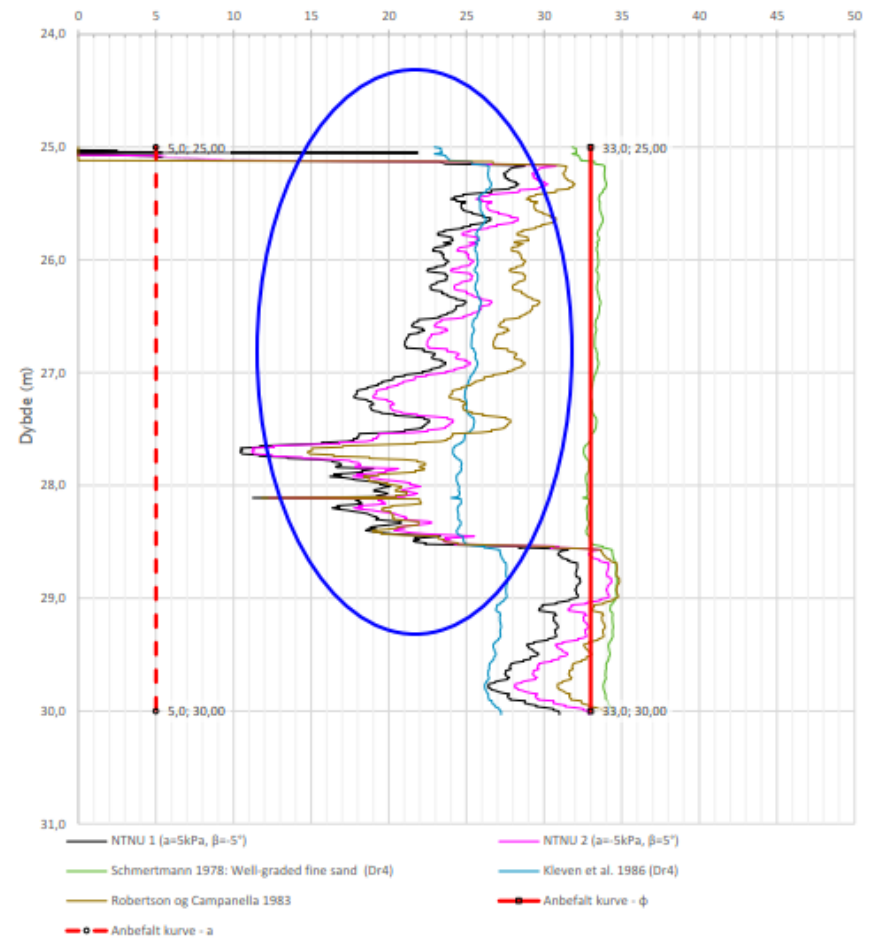 0 5 10 15 20 25 30 35 40 45 50
24,0
5,0; 25,00
33,0; 25,00
25,0
26,0
27,0
Dybde (m)
28,0
29,0
30,0
5,0; 30,00
33,0; 30,00
31,0
NTNU 1 (a=5kPa, β=-5°)
NTNU 2 (a=-5kPa, β=5°)
Schmertmann 1978: Well-graded fine sand (Dr4)
Kleven et al. 1986 (Dr4)
Robertson og Campanella 1983
Anbefalt kurve - ϕ
Anbefalt kurve - a